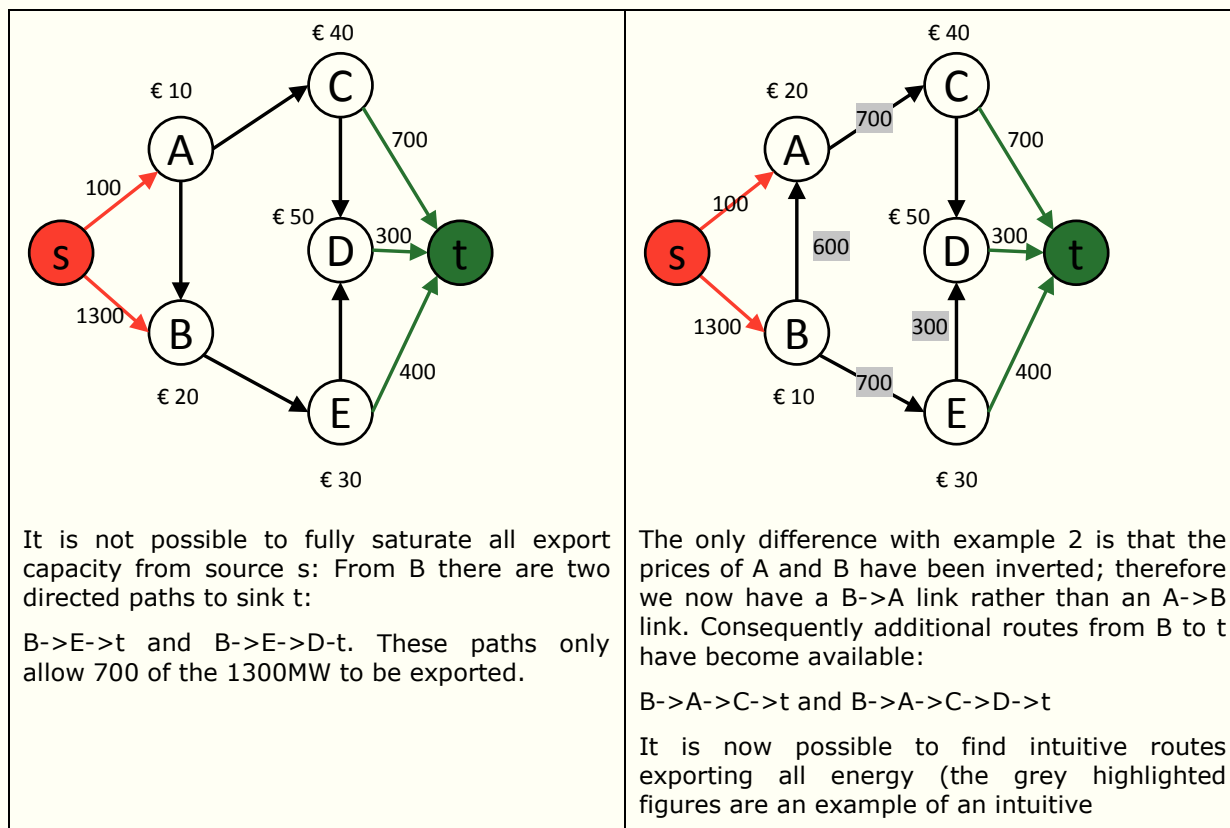 € 40
C
€ 10
A
700
100
€ 50
D
300
s
t
1300
B
400
€ 20
E
€ 30
It is not possible to fully saturate all export
capacity from source s: From B there are two
directed paths to sink t:
B->E->t and B->E->D-t. These paths only
allow 700 of the 1300MW to be exported.
€ 40
C
€ 20
700
A
700
100
€ 50
D
300
s
600
t
1300
B
300
400
€ 10
700
E
€ 30
The only difference with example 2 is that the
prices of A and B have been inverted; therefore
we now have a B->A link rather than an A->B
link. Consequently additional routes from B to t
have become available:
B->A->C->t and B->A->C->D->t
It is now possible to find intuitive routes
exporting all energy (the grey highlighted
figures are an example of an intuitive